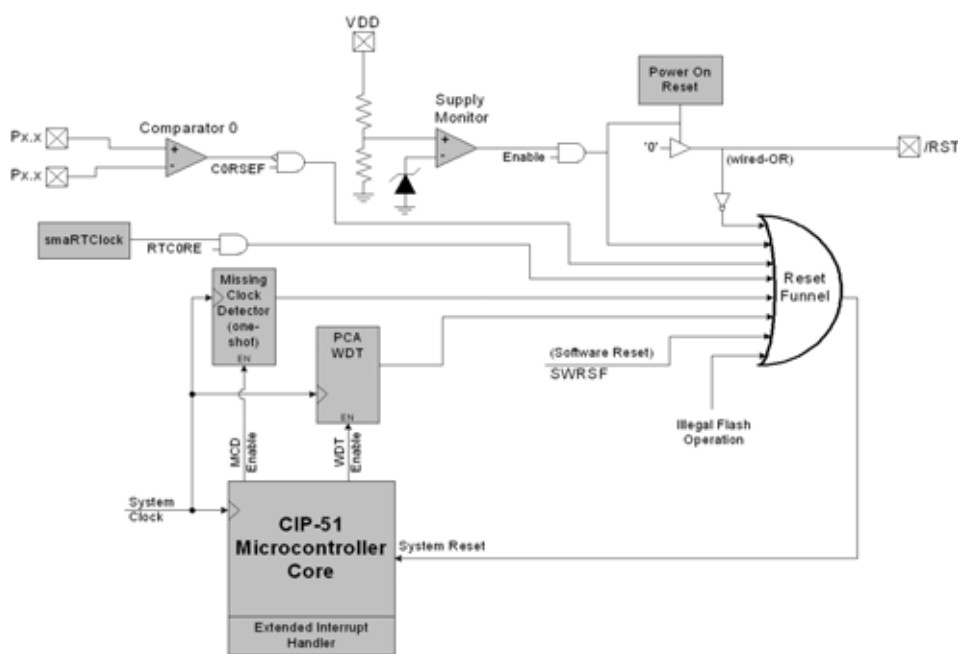 VDD
Power On
Reset
Supply
Monitor
Px.x
Comparator 0
+
-
+
-
Enable
'0'
(wired-OR)
/RST
Px.x
C0RSEF
smaRTClock
RTC0RE
Missing
Clock
Detector
(one-
shot)
EN
Reset
Funnel
PCA
WDT
EN
(Software Reset)
SWRSF
Illegal Flash
Operation
MCD
Enable
WDT
Enable
System
Clock
CIP-51
Microcontroller
Core
System Reset
Extended Interrupt
Handler